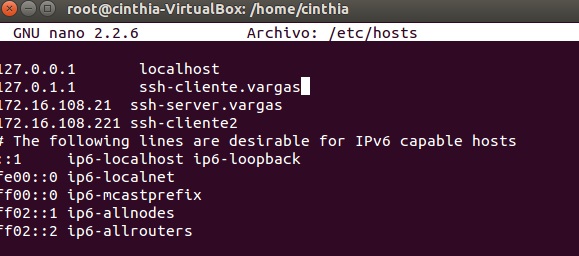 root@cinthia-VirtualBox: /home/cinthia
GNU nano 2.2.6 Archivo: /etc/hosts
127.0.0.1 localhost
127.0.1.1 ssh-cliente.vargas
172.16.108.21 ssh-server.vargas
172.16.108.221 ssh-cliente2
# The following lines are desirable for IPv6 capable hosts
::1 ip6-localhost ip6-loopback
fe00::0 ip6-localnet
ff00::0 ip6-mcastprefix
ff02::1 ip6-allnodes
ff02::2 ip6-allrouters